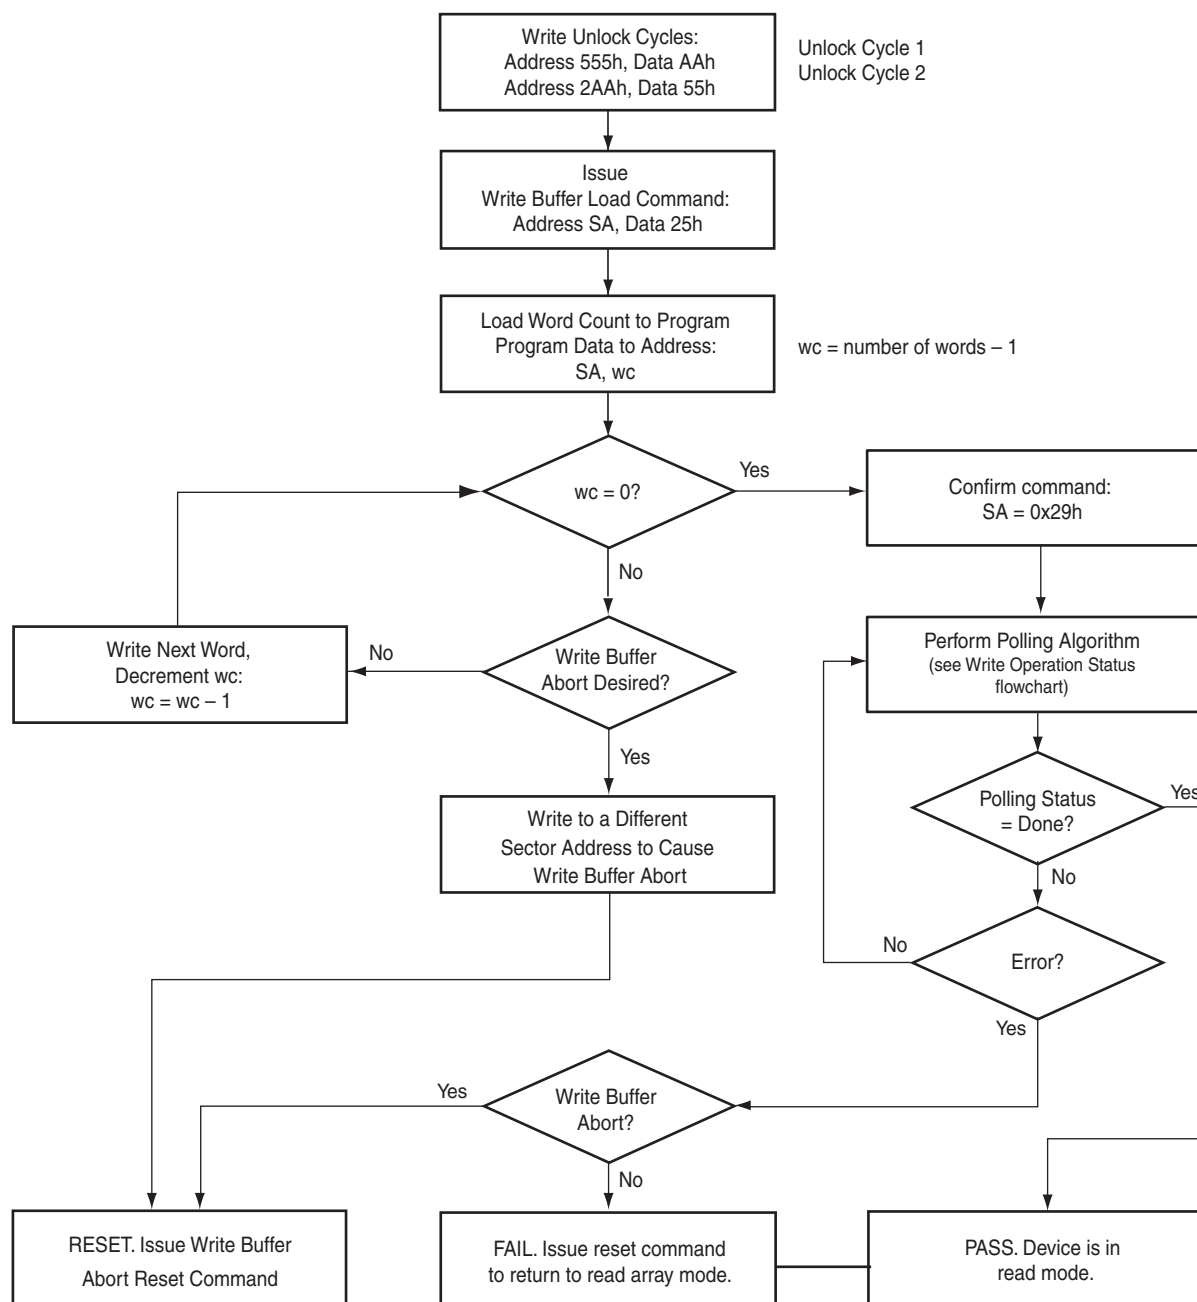 Write Unlock Cycles:
Address 555h, Data AAh
Address 2AAh, Data 55h
Unlock Cycle 1
Unlock Cycle 2
Issue
Write Buffer Load Command:
Address SA, Data 25h
Load Word Count to Program
Program Data to Address:
SA, wc
wc = number of words – 1
wc = 0?
Yes
Confirm command:
SA = 0x29h
No
Write Next Word,
Decrement wc:
wc = wc – 1
No
Write Buffer
Abort Desired?
Perform Polling Algorithm
(see Write Operation Status
flowchart)
Yes
Write to a Different
Sector Address to Cause
Write Buffer Abort
Polling Status
= Done?
Yes
No
No
Error?
Yes
Yes
Write Buffer
Abort?
No
RESET. Issue Write Buffer
Abort Reset Command
FAIL. Issue reset command
to return to read array mode.
PASS. Device is in
read mode.